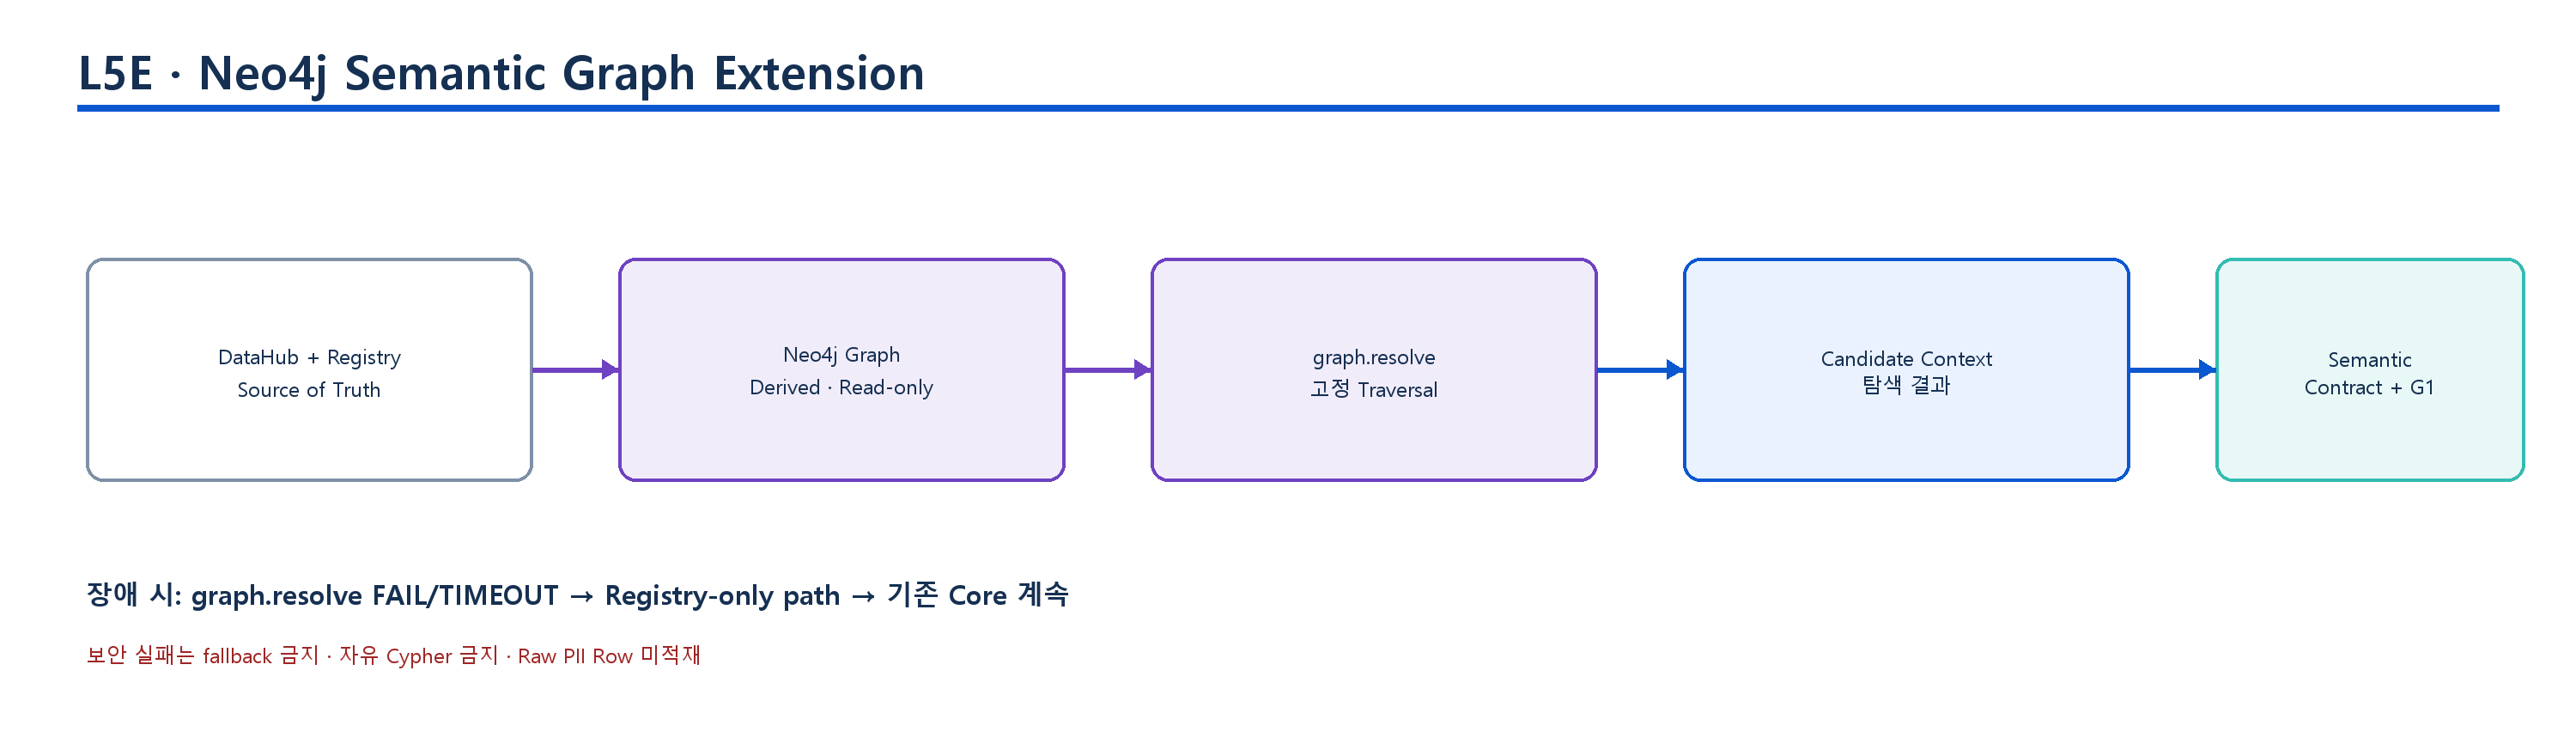 L5E · Neo4j Semantic Graph Extension
DataHub + Registry
Source of Truth
Neo4j Graph
Derived · Read-only
graph.resolve
고정 Traversal
Candidate Context
탐색 결과
Semantic
Contract + G1
장애 시: graph.resolve FAIL/TIMEOUT → Registry-only path → 기존 Core 계속
보안 실패는 fallback 금지 · 자유 Cypher 금지 · Raw PII Row 미적재